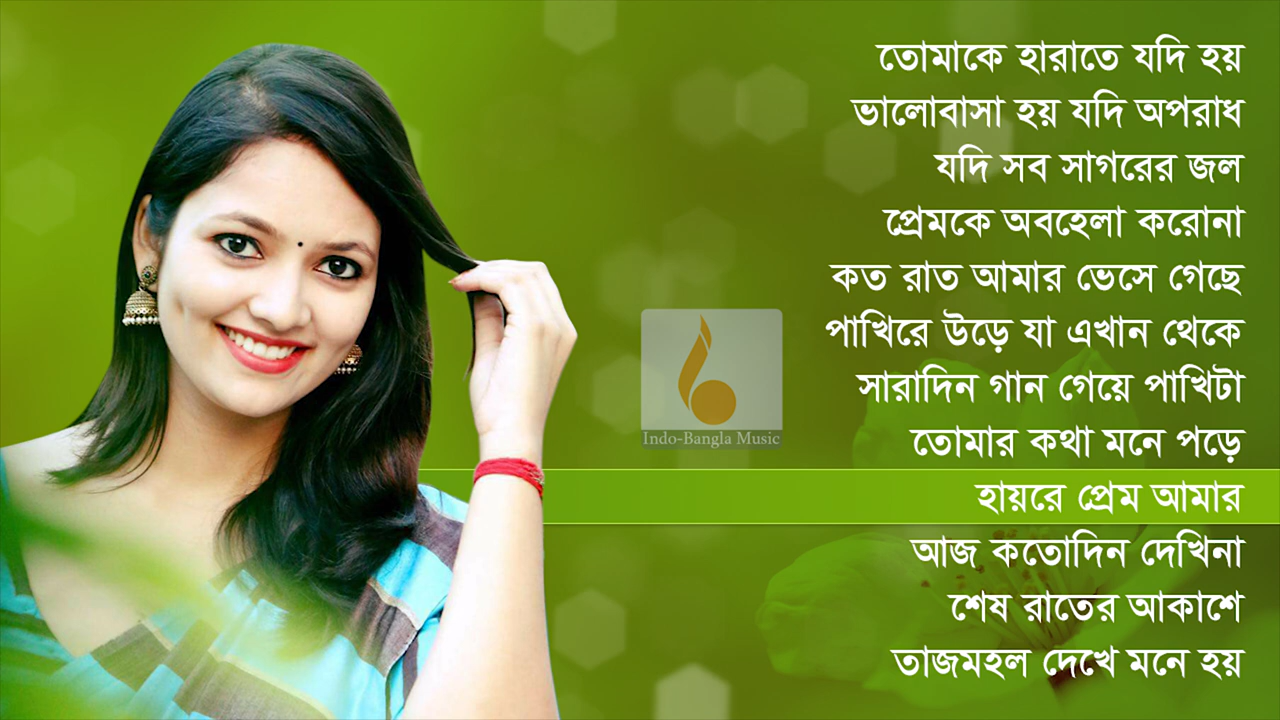 তোমাকে হারাতে যদি হয়
ভালোবাসা হয় যদি অপরাধ
যদি সব সাগরের জল
প্রেমকে অবহেলা করোনা
কত রাত আমার ভেসে গেছে
পাখিরে উড়ে যা এখান থেকে
সারাদিন গান গেয়ে পাখিটা
তোমার কথা মনে পড়ে
হায়রে প্রেম আমার
আজ কতোদিন দেখিনা
শেষ রাতের আকাশে
তাজমহল দেখে মনে হয়
Indo-Bangla Music